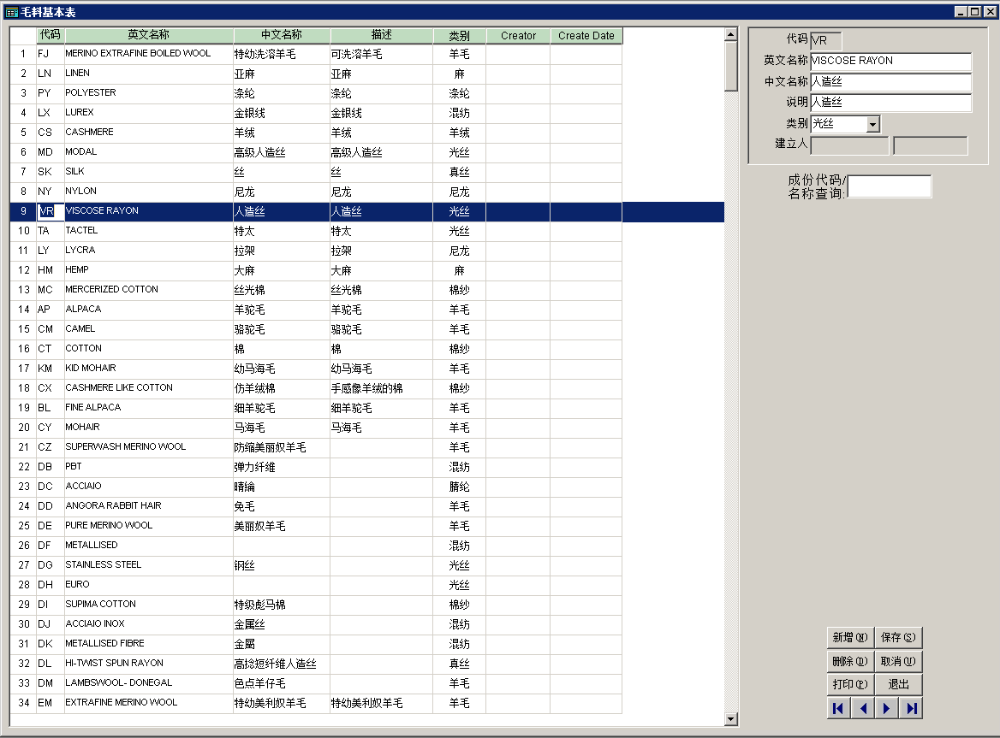 毛料基本表
代码 英文名称 中文名称 描述 类别 Creator Create Date
1 FJ MERINO EXTRAFINE BOILED WOOL 特幼洗溶羊毛 可洗溶羊毛 羊毛
2 LN LINEN 亚麻 亚麻 麻
3 PY POLYESTER 涤纶 涤纶 涤纶
4 LX LUREX 金银线 金银线 混纺
5 CS CASHMERE 羊绒 羊绒 羊绒
6 MD MODAL 高级人造丝 高级人造丝 光丝
7 SK SILK 丝 丝 真丝
8 NY NYLON 尼龙 尼龙 尼龙
9 VR VISCOSE RAYON 人造丝 人造丝 光丝
10 TA TACTEL 特太 特太 光丝
11 LY LYCRA 拉架 拉架 尼龙
12 HM HEMP 大麻 大麻 麻
13 MC MERCERIZED COTTON 丝光棉 丝光棉 棉纱
14 AP ALPACA 羊驼毛 羊驼毛 羊毛
15 CM CAMEL 骆驼毛 骆驼毛 羊毛
16 CT COTTON 棉 棉 棉纱
17 KM KID MOHAIR 幼马海毛 幼马海毛 羊毛
18 CX CASHMERE LIKE COTTON 仿羊绒棉 手感像羊绒的棉 棉纱
19 BL FINE ALPACA 细羊驼毛 细羊驼毛 羊毛
20 CY MOHAIR 马海毛 马海毛 羊毛
21 CZ SUPERWASH MERINO WOOL 防缩美丽奴羊毛 羊毛
22 DB PBT 弹力纤维 混纺
23 DC ACCIAIO 晴綸 腈纶
24 DD ANGORA RABBIT HAIR 免毛 羊毛
25 DE PURE MERINO WOOL 美丽奴羊毛 羊毛
26 DF METALLISED 混纺
27 DG STAINLESS STEEL 钢丝 光丝
28 DH EURO 光丝
29 DI SUPIMA COTTON 特级彪马棉 棉纱
30 DJ ACCIAIO INOX 金属丝 混纺
31 DK METALLISED FIBRE 金屬 混纺
32 DL HI-TWIST SPUN RAYON 高捻短纤维人造丝 真丝
33 DM LAMBSWOOL- DONEGAL 色点羊仔毛 羊毛
34 EM EXTRAFINE MERINO WOOL 特幼美利奴羊毛 特幼美利奴羊毛 羊毛
代码 VR
英文名称 VISCOSE RAYON
中文名称 人造丝
说明 人造丝
类别 光丝
建立人
成份代码/
名称查询:
新增(N) 保存(S)
删除(D) 取消(U)
打印(P) 退出